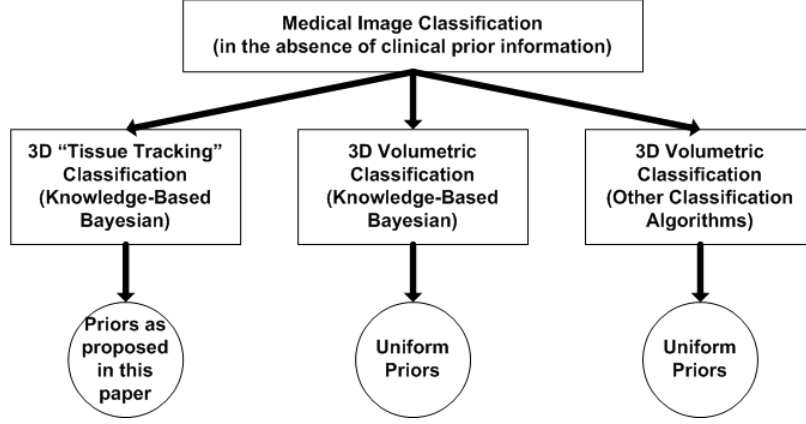 Medical Image Classification
(in the absence of clinical prior information)
3D “Tissue Tracking”
Classification
(Knowledge-Based
Bayesian)
3D Volumetric
Classification
(Knowledge-Based
Bayesian)
3D Volumetric
Classification
(Other Classification
Algorithms)
Priors as
proposed
in this
paper
Uniform
Priors
Uniform
Priors